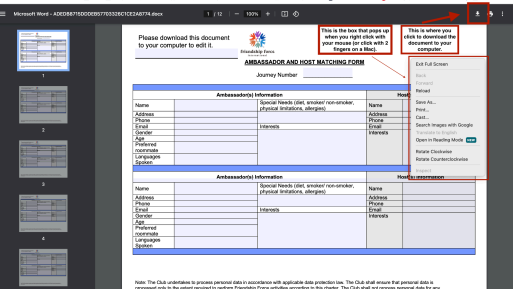 Microsoft Word - ADEDB8715DDDEB57703328C1CE2A8774.docx
1 / 12
100%
Please download this document
to your computer to edit it.
Friendship Force
The is the box that pops up
when you right click with
your mouse (or click with 2
fingers on a Mac).
This is where you
click to download the
document to your
computer.
AMBASSADOR AND HOST MATCHING FORM
Journey Number
Exit Full Screen
Back
Forward
Reload
Save As...
Print...
Cast...
Search Images with Google
Translate to English
Open in Reading Mode NEW
Rotate Clockwise
Rotate Counterclockwise
Inspect
Ambassador(s) Information
Name
Special Needs (diet, smoker/ non-smoker,
physical limitations, allergies)
Name
Address
Address
Phone
Phone
Email
Interests
Email
Gender
Interests
Age
Preferred
roommate
Languages
Spoken
Ambassador(s) Information
Host(s) Information
Name
Special Needs (diet, smoker/ non-smoker,
physical limitations, allergies)
Name
Address
Address
Phone
Phone
Email
Interests
Email
Gender
Interests
Age
Preferred
roommate
Languages
Spoken
Note: The Club undertakes to process personal data in accordance with applicable data protection law. The Club shall ensure that personal data is
processed only to the extent required to perform Friendship Force activities according to this charter. The Club shall not process personal data for any
1
2
3
4